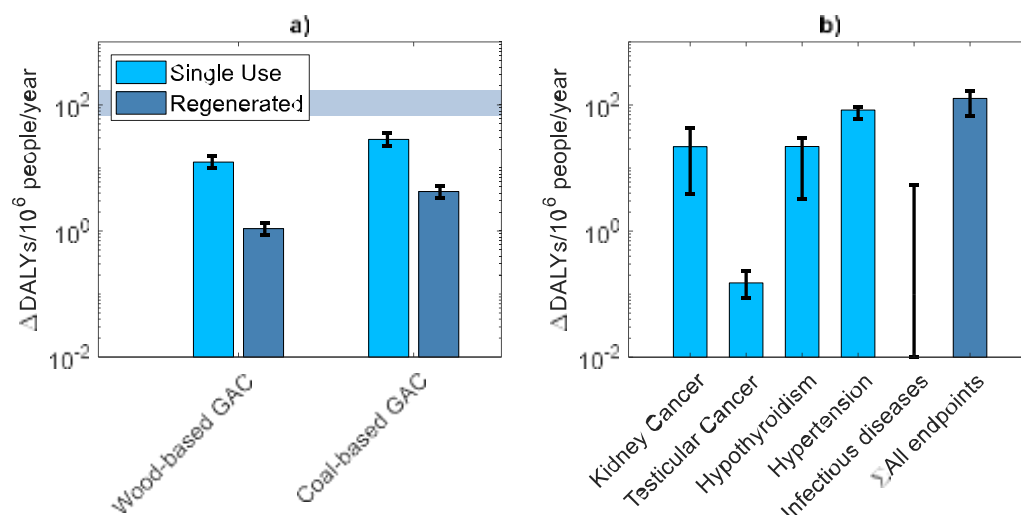 a)
ΔDALYs/10⁶ people/year
10²
10⁰
10⁻²
Single Use
Regenerated
Wood-based GAC
Coal-based GAC
b)
ΔDALYs/10⁶ people/year
10²
10⁰
10⁻²
Kidney Cancer
Testicular Cancer
Hypothyroidism
Hypertension
Infectious diseases
∑All endpoints